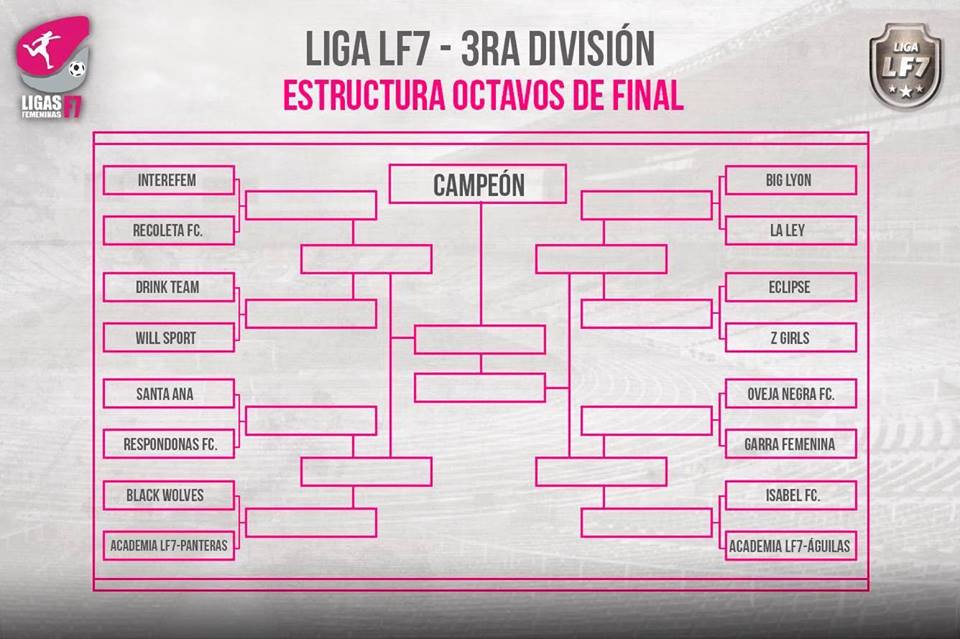 LIGA LF7 - 3RA DIVISIÓN
ESTRUCTURA OCTAVOS DE FINAL
LIGAS F7
FEMENINAS
LIGA
LF7
CAMPEÓN
INTEREFEM
RECOLETA FC.
DRINK TEAM
WILL SPORT
SANTA ANA
RESPONDONAS FC.
BLACK WOLVES
ACADEMIA LF7-PANTERAS
BIG LYON
LA LEY
ECLIPSE
Z GIRLS
OVEJA NEGRA FC.
GARRA FEMENINA
ISABEL FC.
ACADEMIA LF7-ÁGUILAS